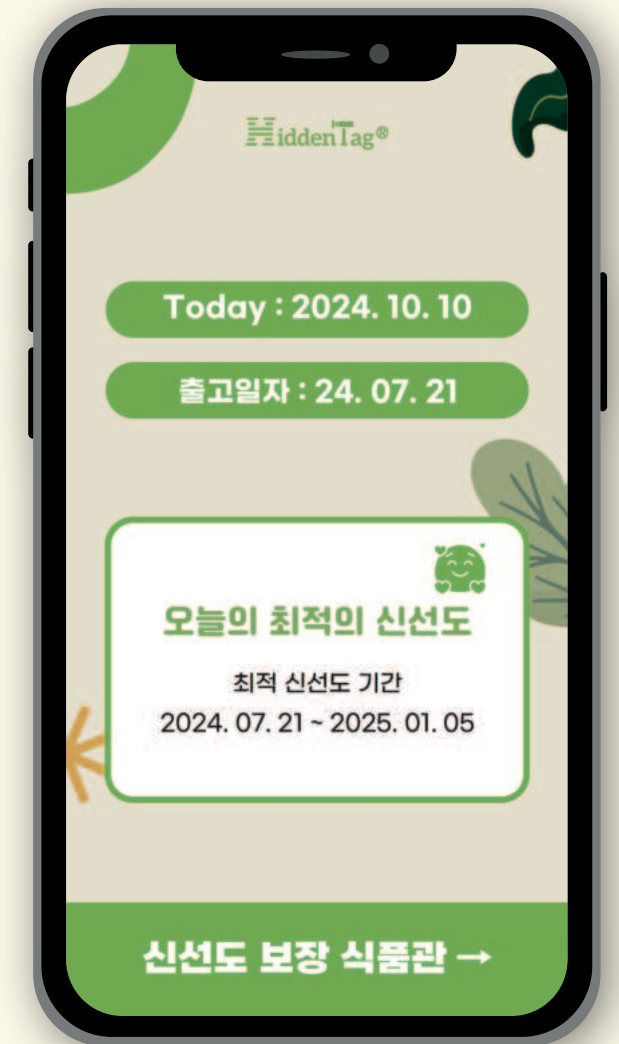 HiddenTag®
Today : 2024. 10. 10
출고일자 : 24. 07. 21
오늘의 최적의 신선도
최적 신선도 기간
2024. 07. 21 ~ 2025. 01. 05
신선도 보장 식품관 →